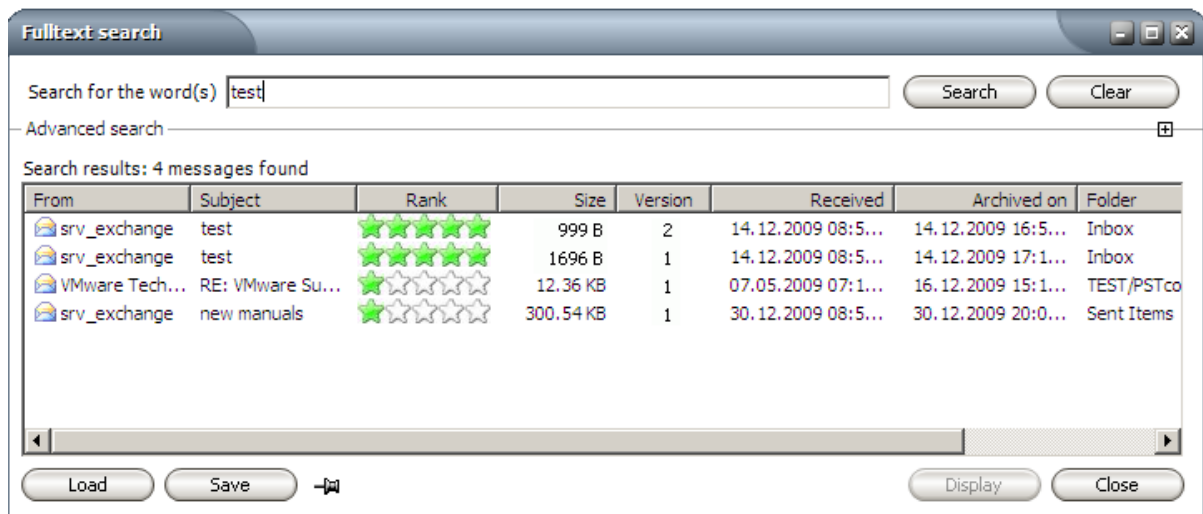 Fulltext search
Search for the word(s) test Search Clear
Advanced search
Search results: 4 messages found
From Subject Rank Size Version Received Archived on Folder
srv_exchange test 999 B 2 14.12.2009 08:5... 14.12.2009 16:5... Inbox
srv_exchange test 1696 B 1 14.12.2009 08:5... 14.12.2009 17:1... Inbox
VMware Tech... RE: VMware Su... 12.36 KB 1 07.05.2009 07:1... 16.12.2009 15:1... TEST/PSTco
srv_exchange new manuals 300.54 KB 1 30.12.2009 08:5... 30.12.2009 20:0... Sent Items
Load Save Display Close